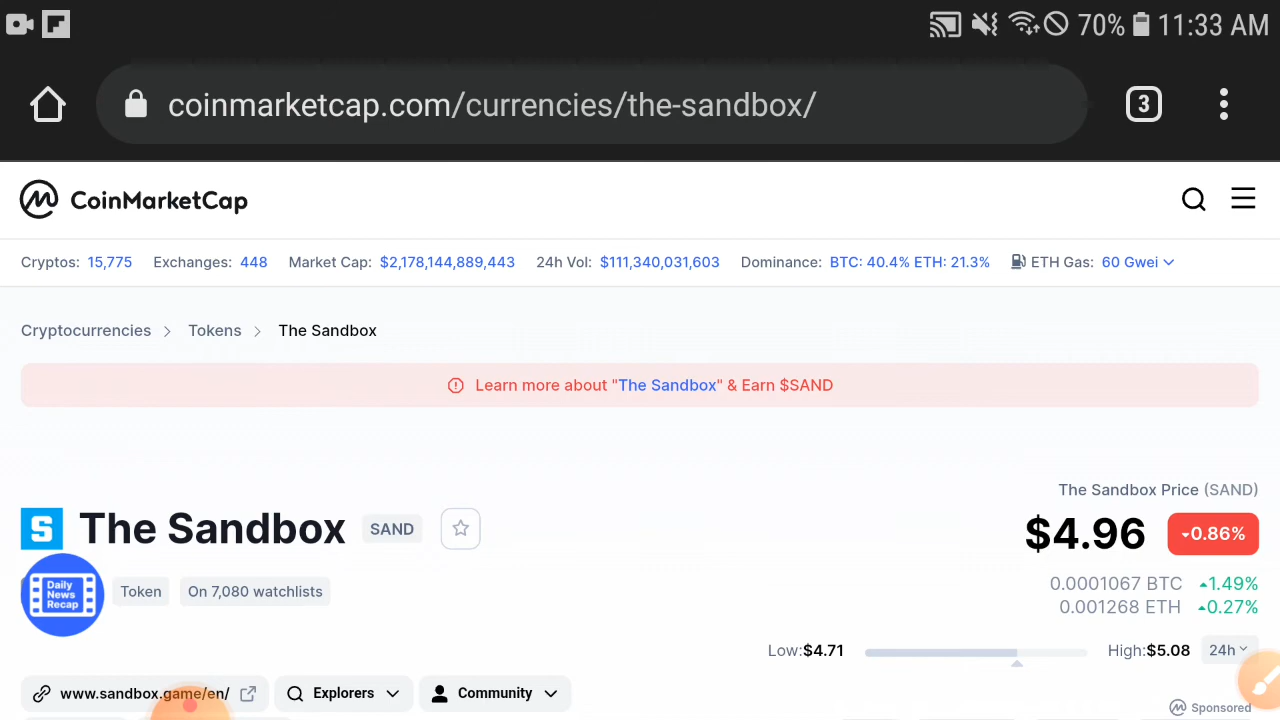 70% 11:33 AM
coinmarketcap.com/currencies/the-sandbox/
3
CoinMarketCap
Cryptos: 15,775 Exchanges: 448 Market Cap: $2,178,144,889,443 24h Vol: $111,340,031,603 Dominance: BTC: 40.4% ETH: 21.3% ETH Gas: 60 Gwei
Cryptocurrencies > Tokens > The Sandbox
Learn more about "The Sandbox" & Earn $SAND
The Sandbox Price (SAND)
S The Sandbox SAND
$4.96 0.86%
Daily
News
Recap
Token On 7,080 watchlists
0.0001067 BTC 1.49%
0.001268 ETH 0.27%
Low:$4.71 High:$5.08 24h
www.sandbox.game/en/ Explorers Community
Sponsored